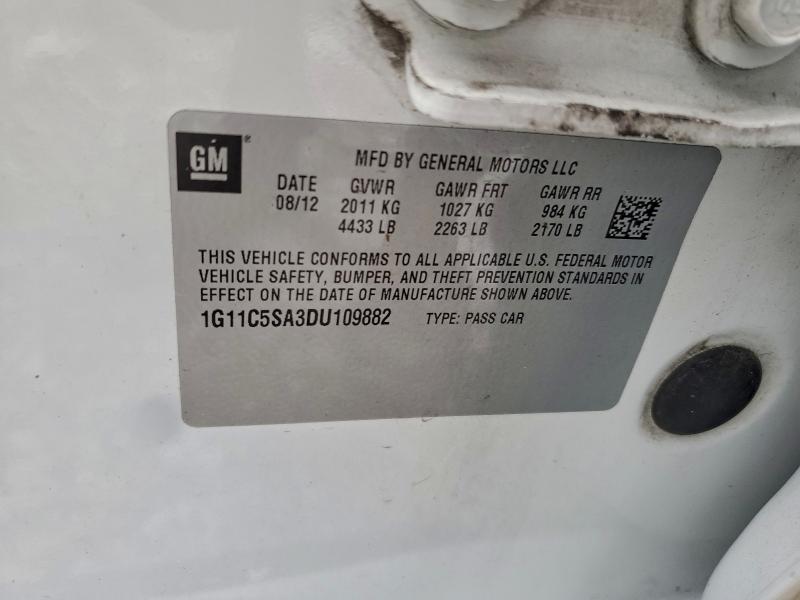 GM®
MFD BY GENERAL MOTORS LLC
DATE GVWR GAWR FRT GAWR RR
08/12 2011 KG 1027 KG 984 KG
4433 LB 2263 LB 2170 LB
THIS VEHICLE CONFORMS TO ALL APPLICABLE U.S. FEDERAL MOTOR
VEHICLE SAFETY, BUMPER, AND THEFT PREVENTION STANDARDS IN
EFFECT ON THE DATE OF MANUFACTURE SHOWN ABOVE.
1G11C5SA3DU109882 TYPE: PASS CAR